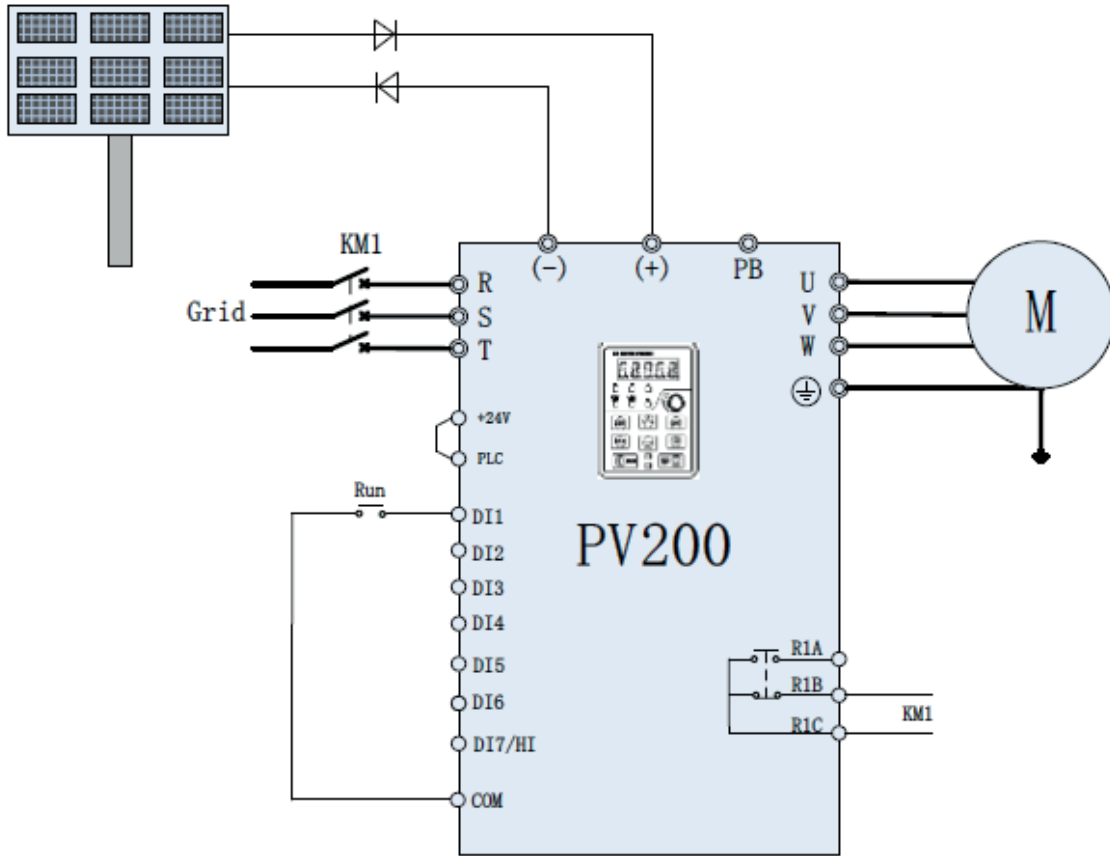 KM1
(-)
(+)
PB
Grid
R
S
T
U
V
W
M
+24V
PLC
Run
DI1
DI2
DI3
DI4
DI5
DI6
DI7/HI
COM
PV200
R1A
R1B
R1C
KM1